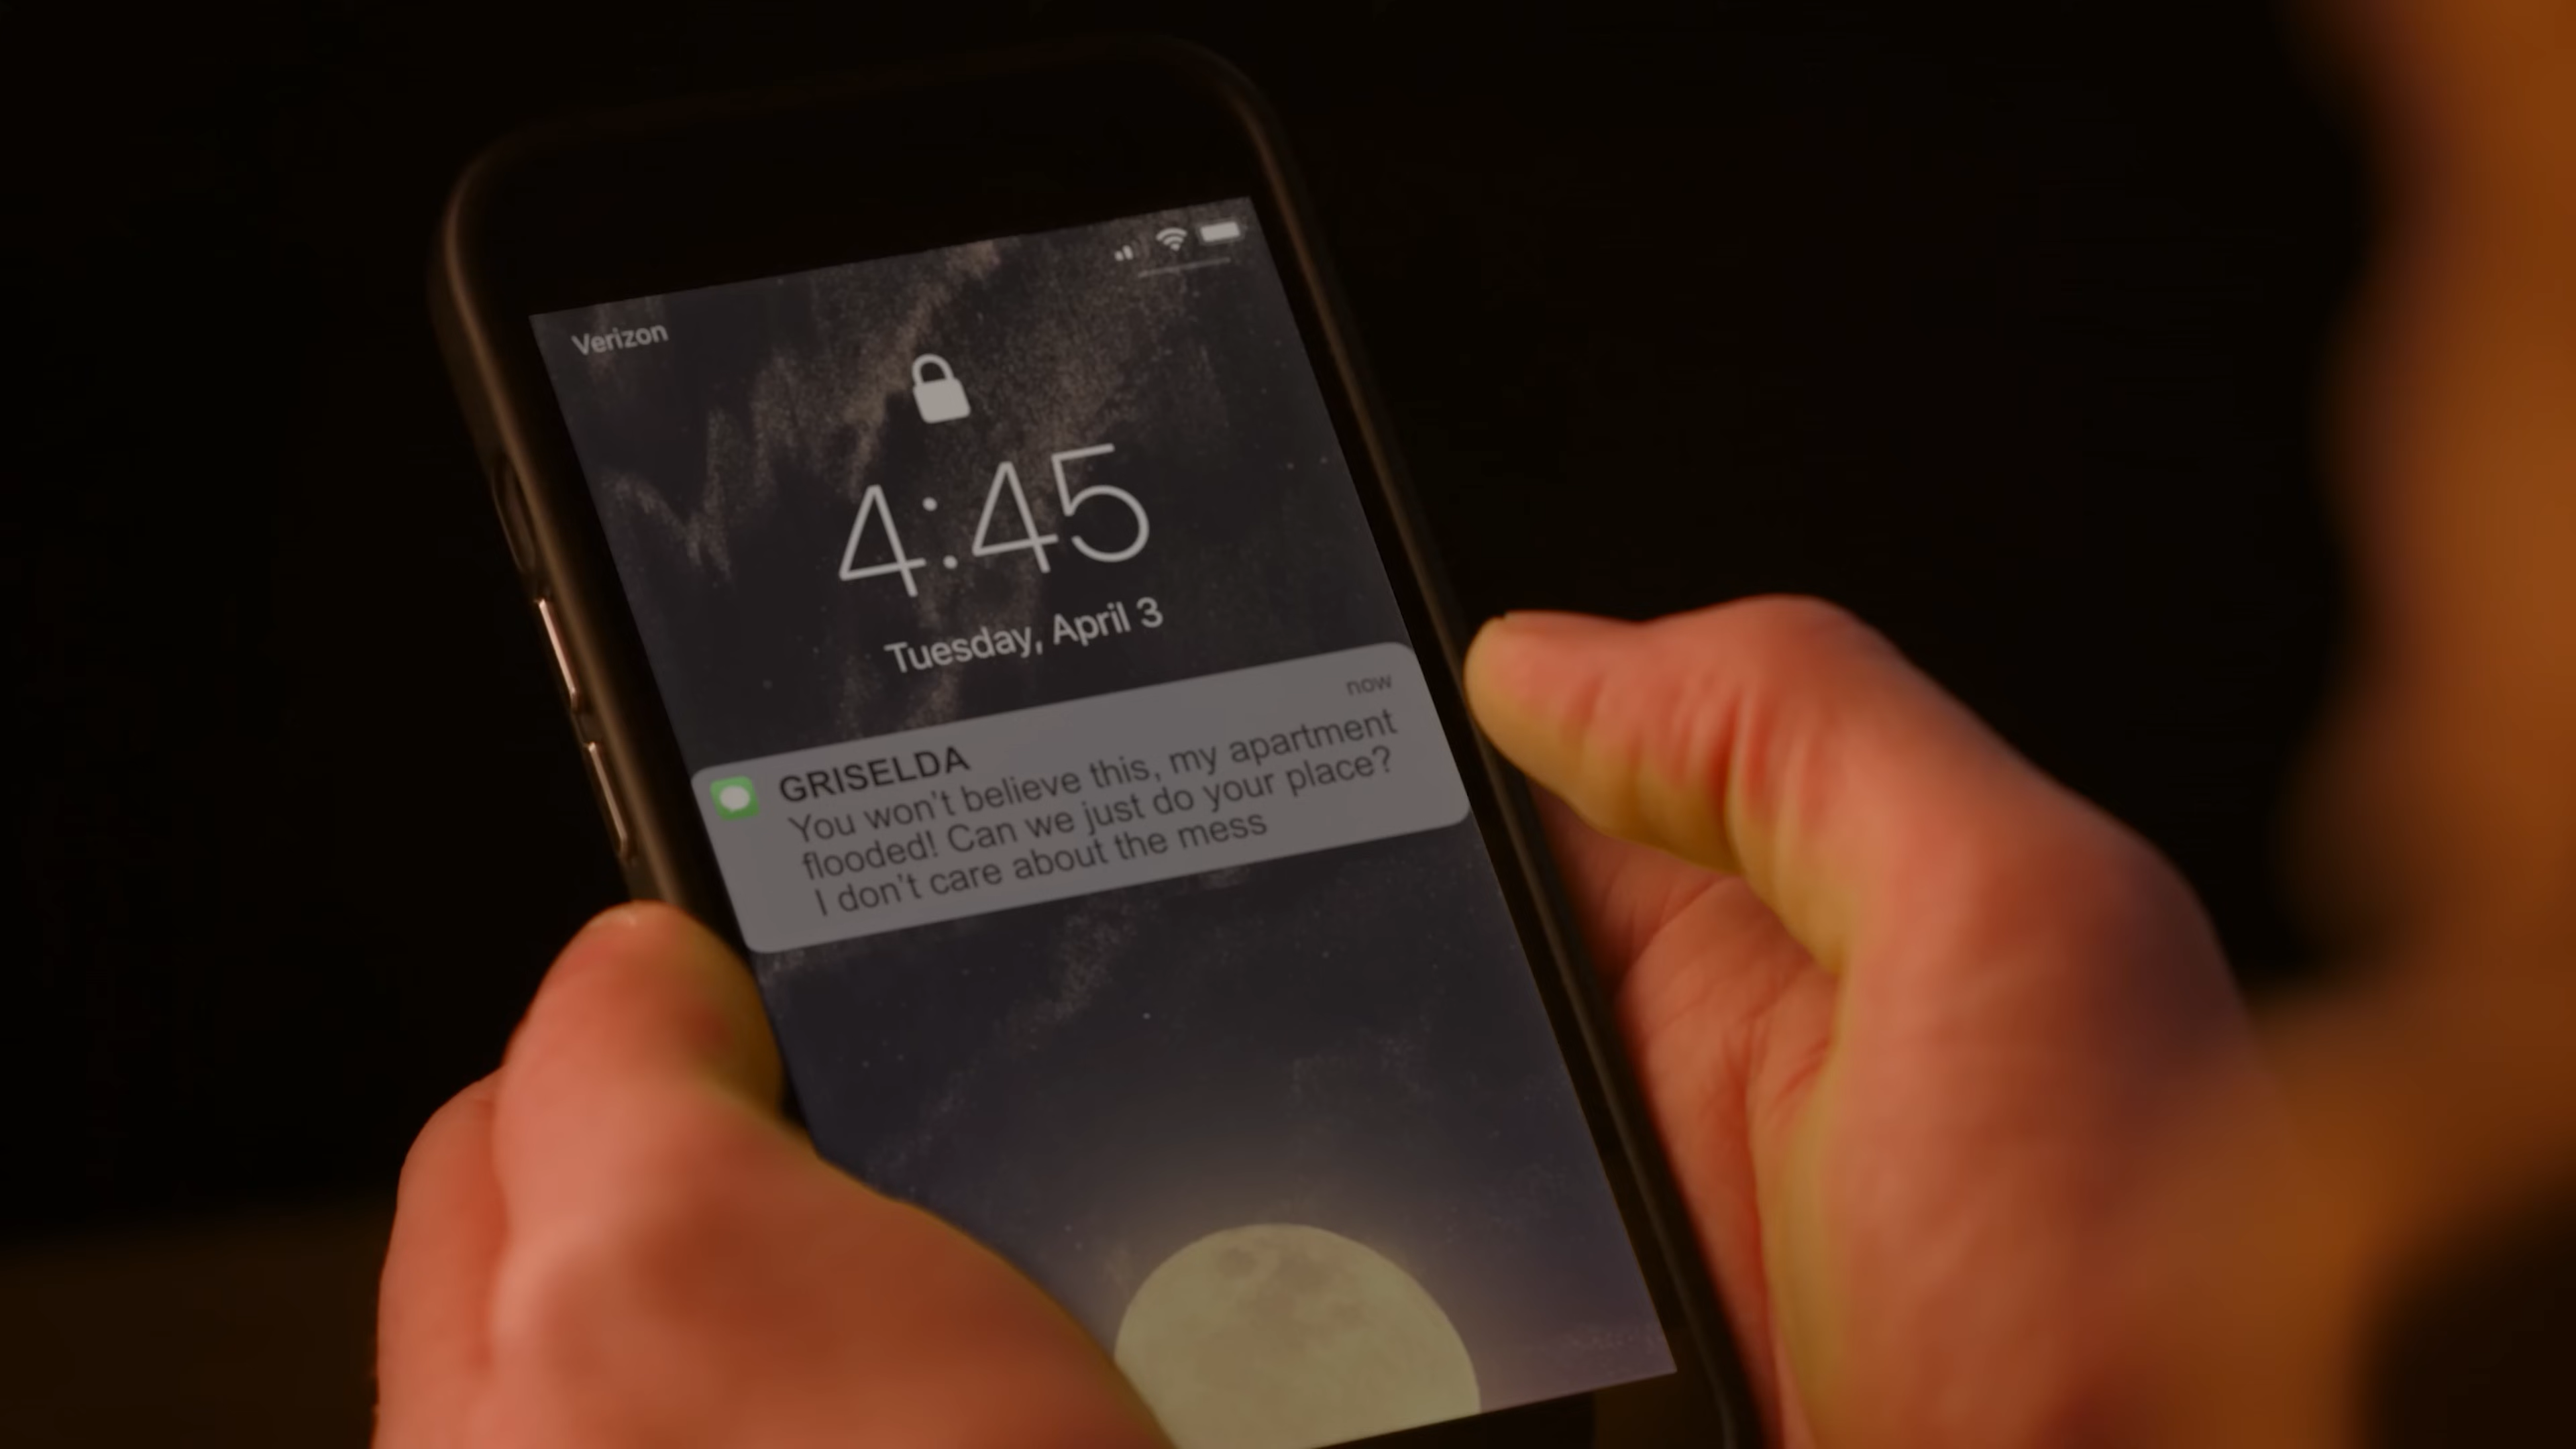 Verizon
4:45
Tuesday, April 3
now
GRISELDA
You won't believe this, my apartment
flooded! Can we just do your place?
I don't care about the mess